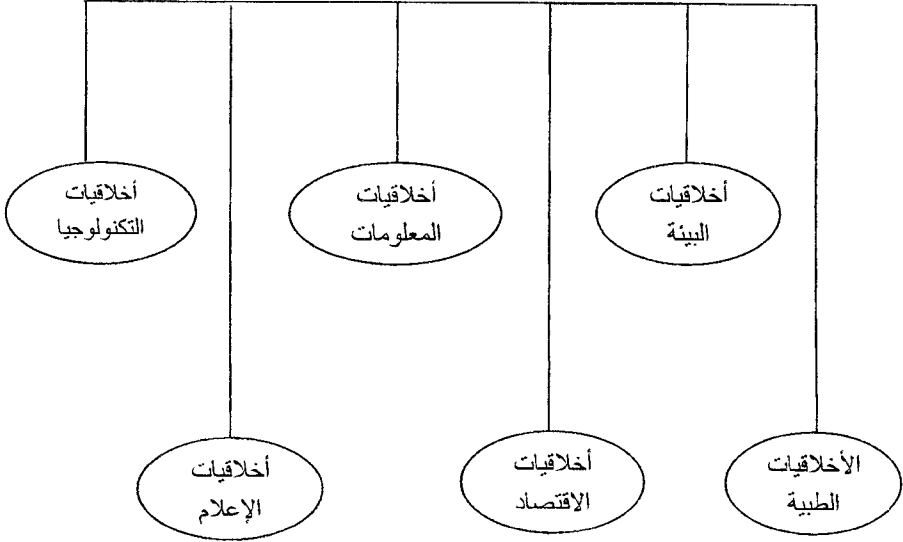 أخلاقيات
البيئة
أخلاقيات
المعلومات
أخلاقيات
التكنولوجيا
الأخلاقيات
الطبية
أخلاقيات
الاقتصاد
أخلاقيات
الإعلام